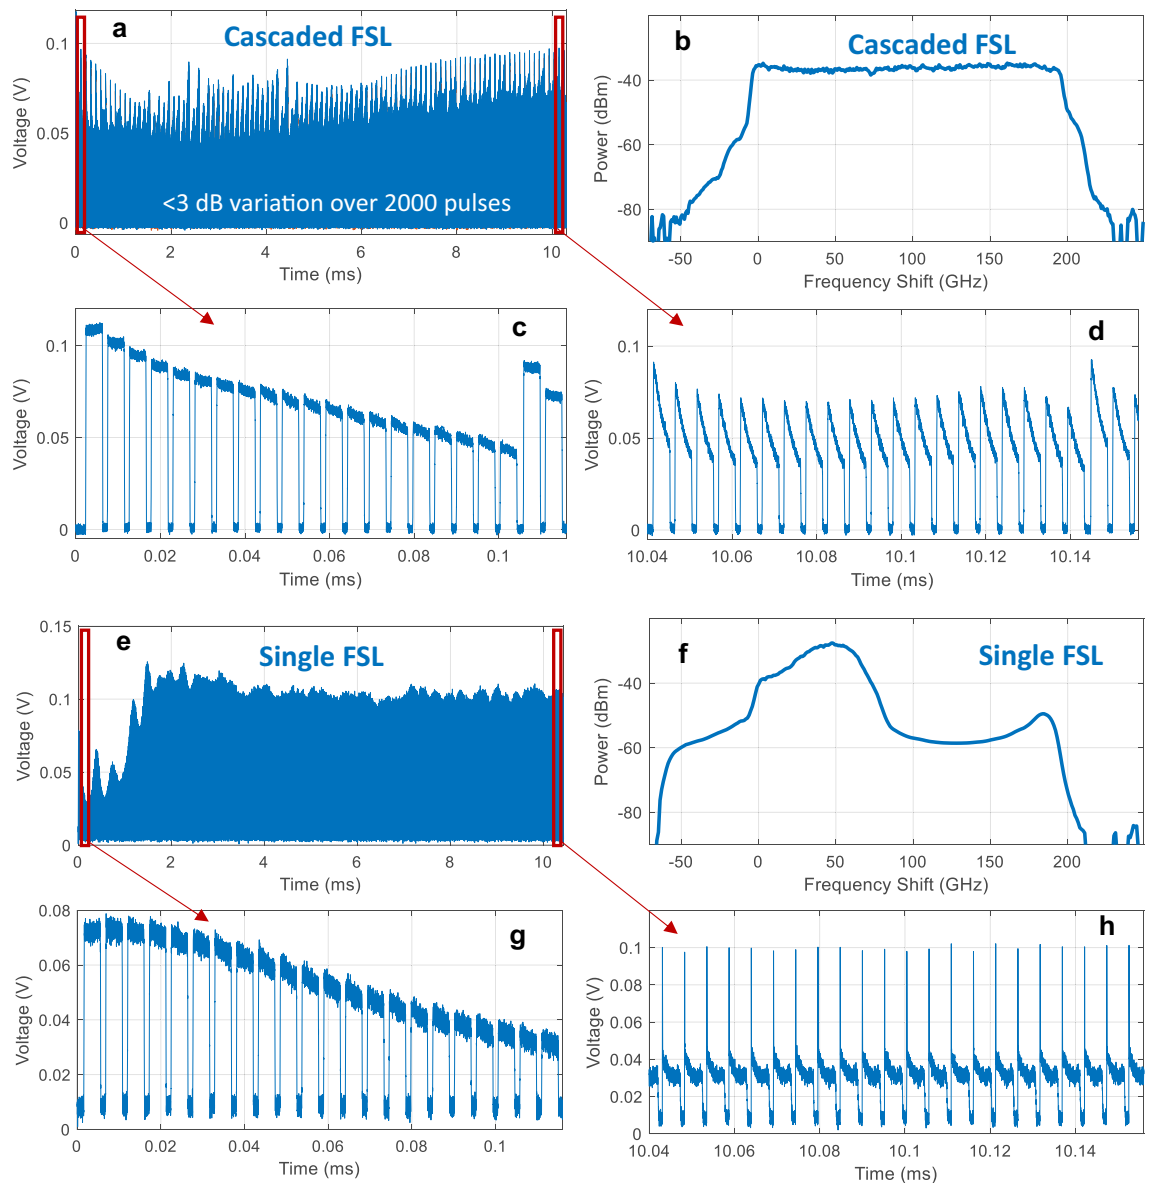 a
Cascaded FSL
<3 dB variation over 2000 pulses
Voltage (V)
0.1
0.05
0
0 2 4 6 8 10
Time (ms)
b
Cascaded FSL
Power (dBm)
-40
-60
-80
-50 0 50 100 150 200
Frequency Shift (GHz)
c
Voltage (V)
0.1
0.05
0
0 0.02 0.04 0.06 0.08 0.1
Time (ms)
d
Voltage (V)
0.1
0.05
0
10.04 10.06 10.08 10.1 10.12 10.14
Time (ms)
e
Single FSL
Voltage (V)
0.15
0.1
0.05
0
0 2 4 6 8 10
Time (ms)
f
Single FSL
Power (dBm)
-40
-60
-80
-50 0 50 100 150 200
Frequency Shift (GHz)
g
Voltage (V)
0.08
0.06
0.04
0.02
0
0 0.02 0.04 0.06 0.08 0.1
Time (ms)
h
Voltage (V)
0.1
0.08
0.06
0.04
0.02
0
10.04 10.06 10.08 10.1 10.12 10.14
Time (ms)